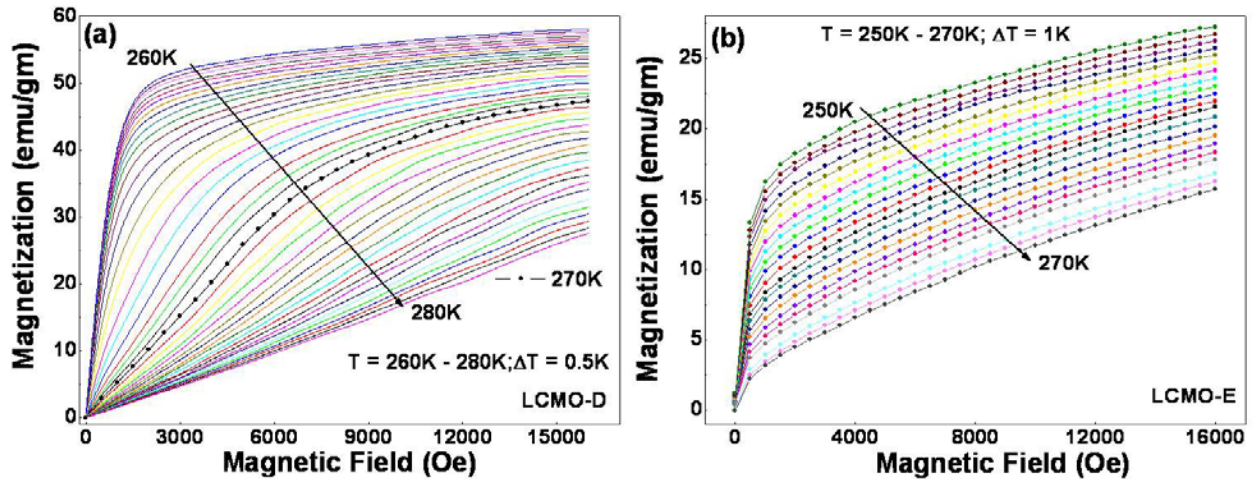 (a)
260K
270K
280K
T = 260K - 280K;ΔT = 0.5K
LCMO-D
Magnetization (emu/gm)
60
50
40
30
20
10
0
0 3000 6000 9000 12000 15000
Magnetic Field (Oe)
(b)
T = 250K - 270K; ΔT = 1K
250K
270K
LCMO-E
Magnetization (emu/gm)
25
20
15
10
5
0
0 4000 8000 12000 16000
Magnetic Field (Oe)